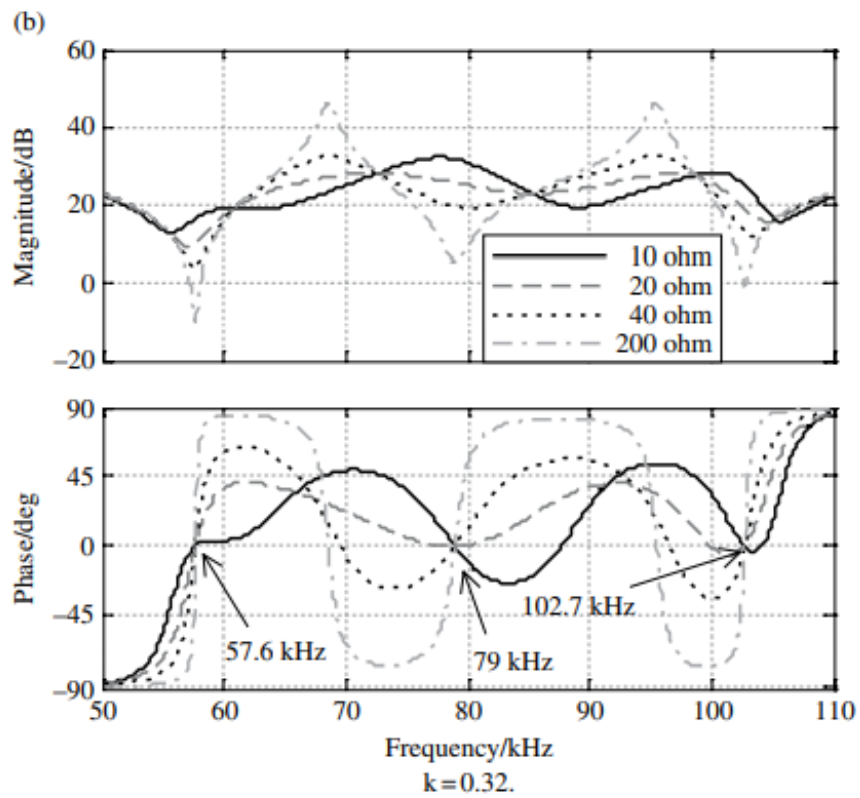 (b)
60
40
20
0
–20
Magnitude/dB
10 ohm
20 ohm
40 ohm
200 ohm
90
45
0
–45
–90
Phase/deg
57.6 kHz
79 kHz
102.7 kHz
50 60 70 80 90 100 110
Frequency/kHz
k = 0.32.